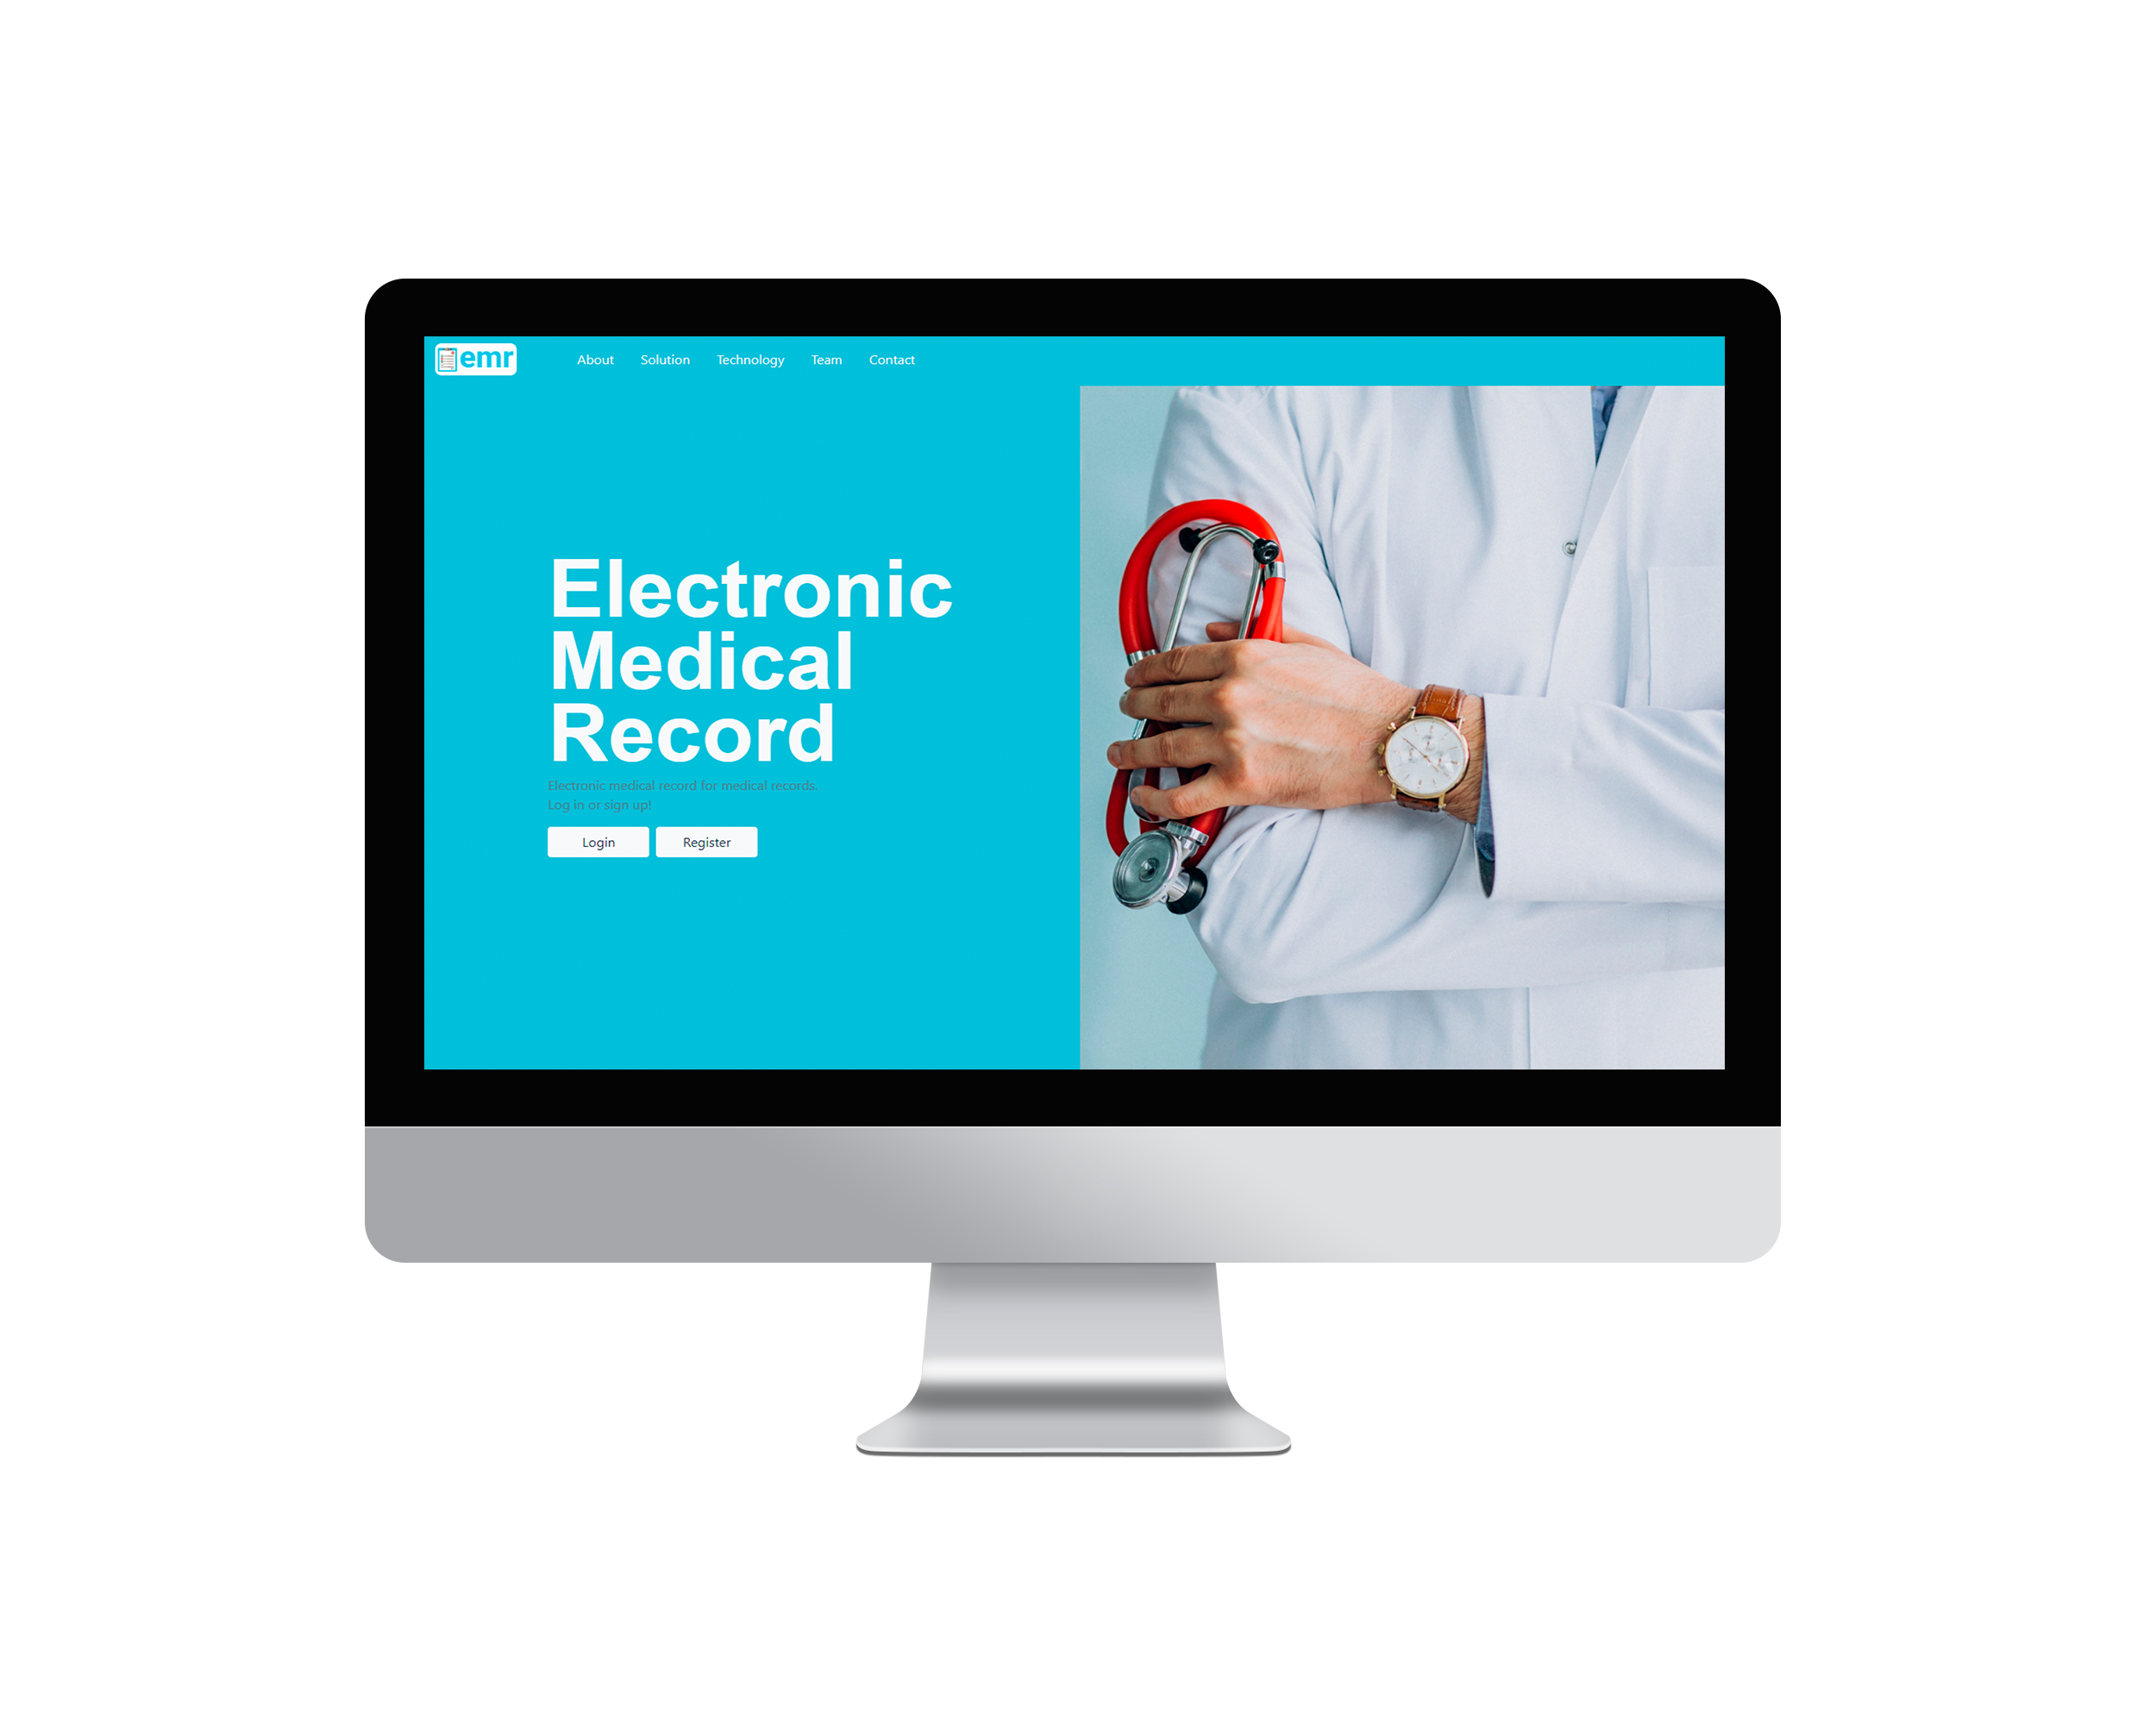 emr
About Solution Technology Team Contact
Electronic
Medical
Record
Electronic medical record for medical records.
Log in or sign up!
Login Register